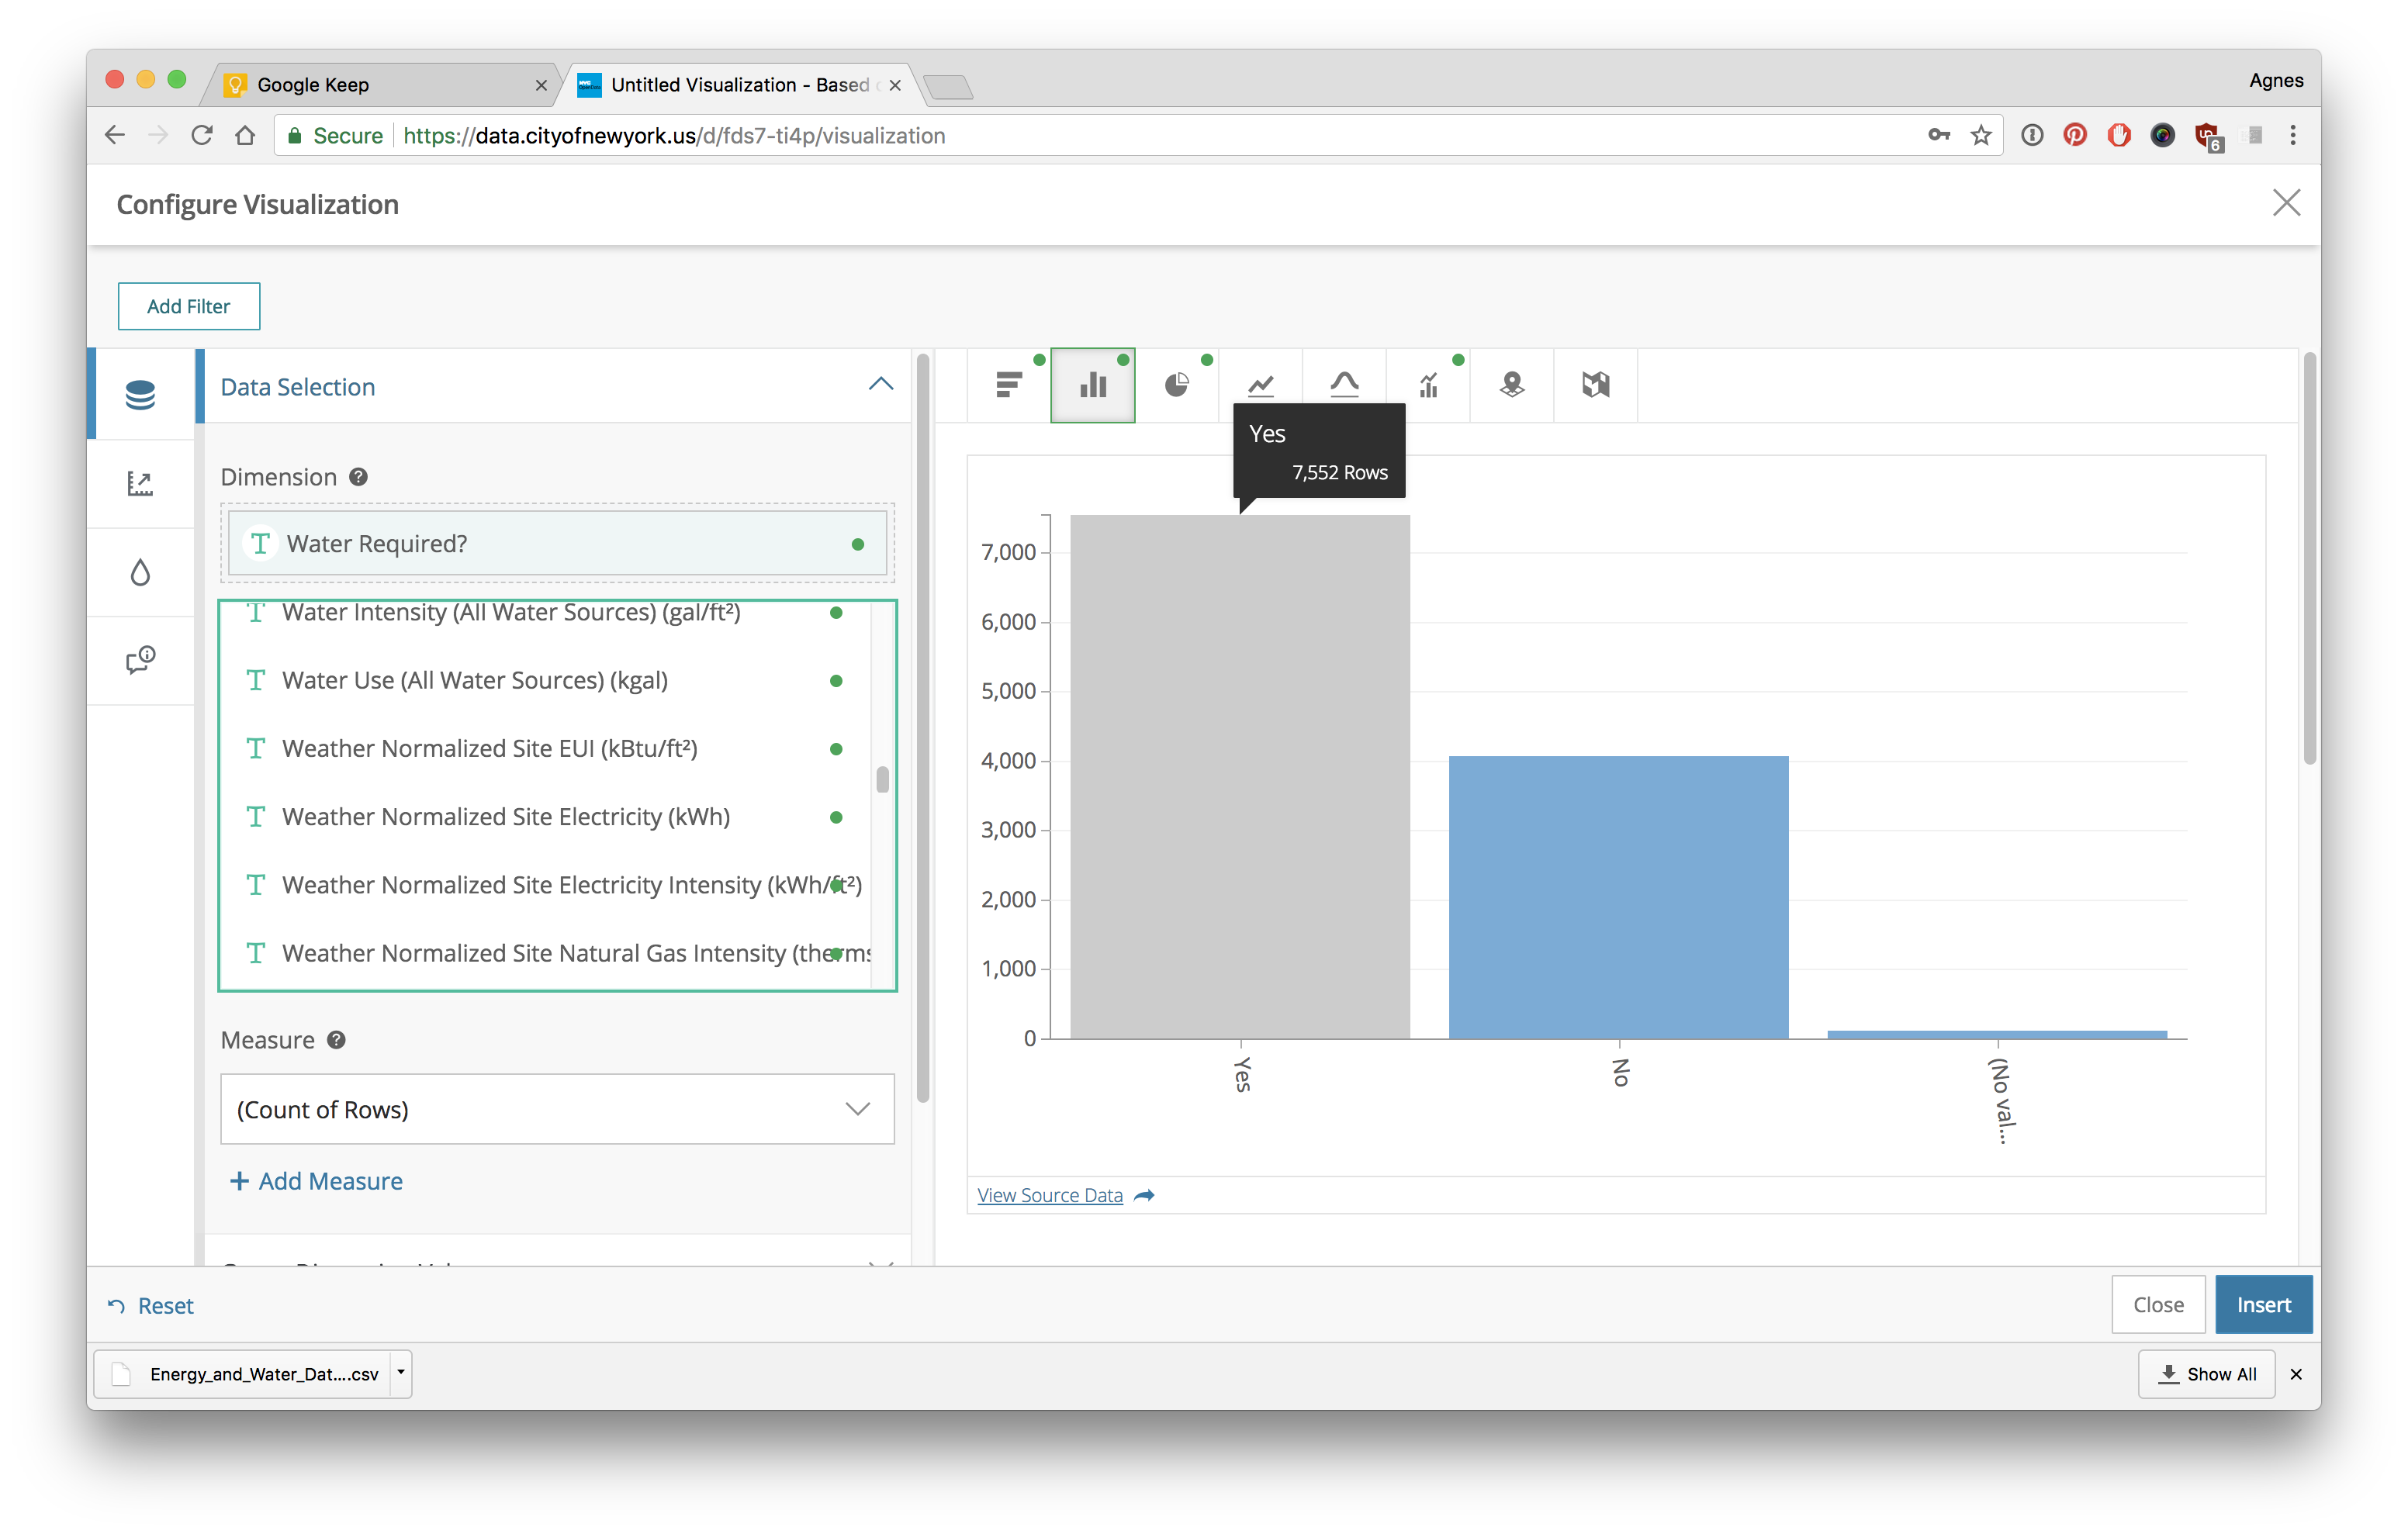 Google Keep
Untitled Visualization - Based
Agnes
Secure https://data.cityofnewyork.us/d/fds7-ti4p/visualization
6
Configure Visualization
Add Filter
Data Selection
Dimension ?
T Water Required?
T Water Intensity (All Water Sources) (gal/ft²)
T Water Use (All Water Sources) (kgal)
T Weather Normalized Site EUI (kBtu/ft²)
T Weather Normalized Site Electricity (kWh)
T Weather Normalized Site Electricity Intensity (kWh/ft²)
T Weather Normalized Site Natural Gas Intensity (therms
Measure ?
(Count of Rows)
+ Add Measure
Yes
7,552 Rows
7,000
6,000
5,000
4,000
3,000
2,000
1,000
0
Yes
No
(No val...
View Source Data
Reset
Close
Insert
Energy_and_Water_Dat....csv
Show All